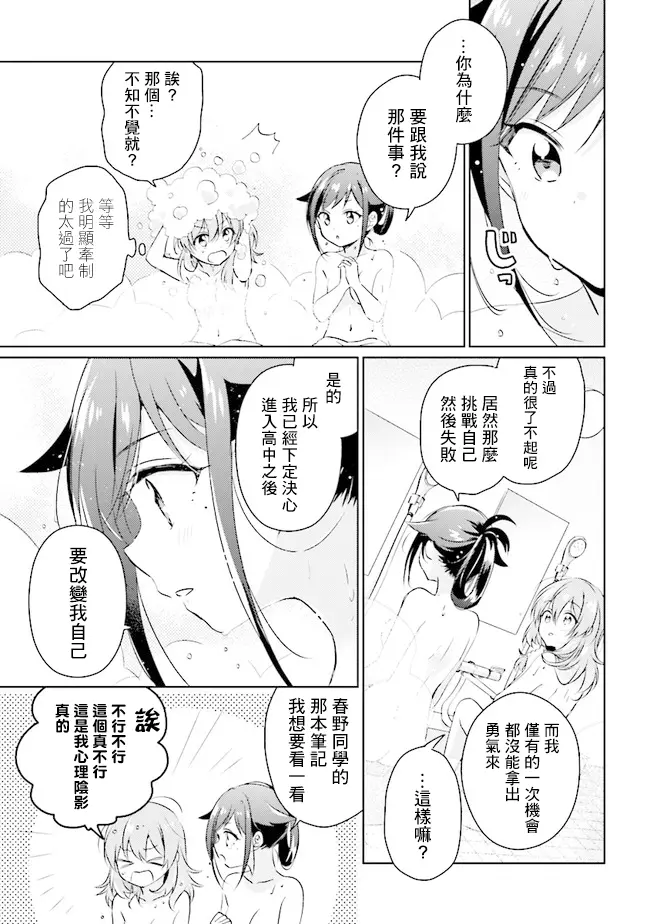 …你為什麼
要跟我說
那件事？
じっ
誒？
那個…
不知不覺就？
等等
我明顯牽制
的太過了吧
不過
真的很了不起呢
居然那麼
挑戰自己
然後失敗
而我
僅有的一次機會
都沒能拿出
勇氣來
…這樣嘛？
是的
所以
我已經下定決心
進入高中之後
要改變我自己
春野同學的
那本筆記
我想要看一看
誒
不行不行
這個真不行
這是我心理陰影
真的